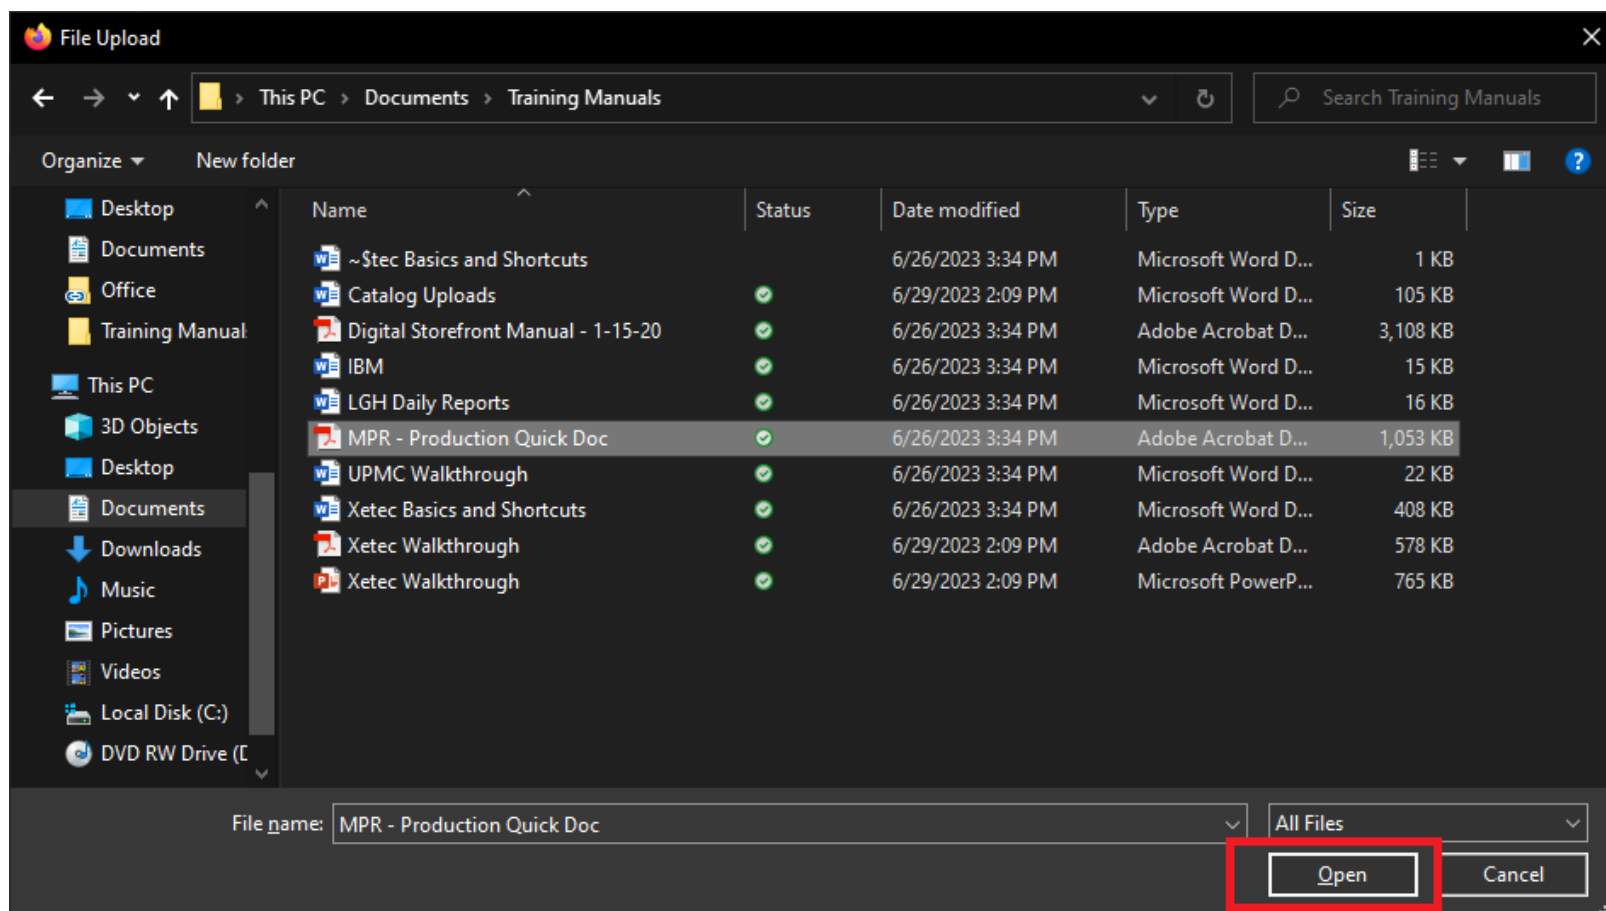 File Upload
This PC > Documents > Training Manuals
Search Training Manuals
Organize
New folder
Desktop
Documents
Office
Training Manual
This PC
3D Objects
Desktop
Documents
Downloads
Music
Pictures
Videos
Local Disk (C:)
DVD RW Drive (D
Name Status Date modified Type Size
~$tec Basics and Shortcuts 6/26/2023 3:34 PM Microsoft Word D... 1 KB
Catalog Uploads 6/29/2023 2:09 PM Microsoft Word D... 105 KB
Digital Storefront Manual - 1-15-20 6/26/2023 3:34 PM Adobe Acrobat D... 3,108 KB
IBM 6/26/2023 3:34 PM Microsoft Word D... 15 KB
LGH Daily Reports 6/26/2023 3:34 PM Microsoft Word D... 16 KB
MPR - Production Quick Doc 6/26/2023 3:34 PM Adobe Acrobat D... 1,053 KB
UPMC Walkthrough 6/26/2023 3:34 PM Microsoft Word D... 22 KB
Xetec Basics and Shortcuts 6/26/2023 3:34 PM Microsoft Word D... 408 KB
Xetec Walkthrough 6/29/2023 2:09 PM Adobe Acrobat D... 578 KB
Xetec Walkthrough 6/29/2023 2:09 PM Microsoft PowerP... 765 KB
File name: MPR - Production Quick Doc
All Files
Open
Cancel